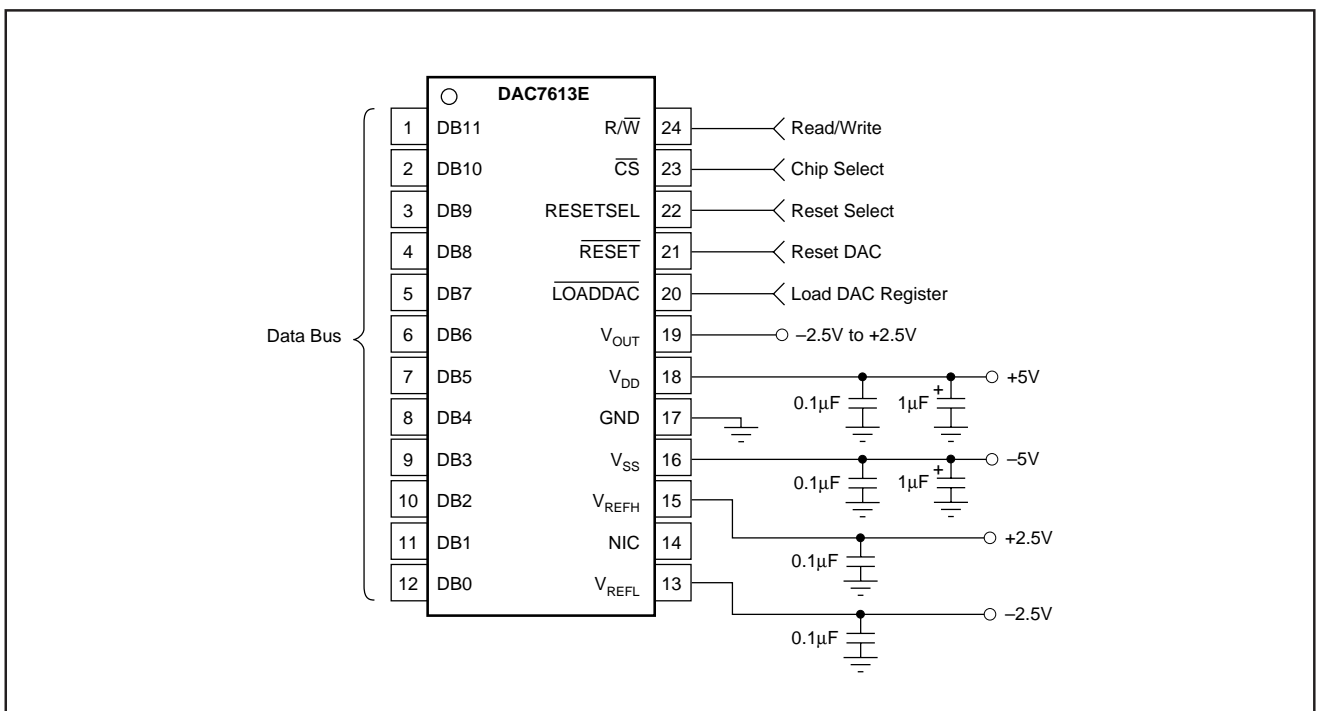 DAC7613E
1 DB11 R/W̅ 24 Read/Write
2 DB10 C̅S̅ 23 Chip Select
3 DB9 RESETSEL 22 Reset Select
4 DB8 R̅E̅S̅E̅T̅ 21 Reset DAC
5 DB7 L̅O̅A̅D̅D̅A̅C̅ 20 Load DAC Register
Data Bus 6 DB6 VOUT 19 –2.5V to +2.5V
7 DB5 VDD 18 +5V
0.1µF 1µF +
8 DB4 GND 17
9 DB3 VSS 16 –5V
0.1µF 1µF +
10 DB2 VREFH 15
+2.5V
11 DB1 NIC 14
0.1µF
12 DB0 VREFL 13
–2.5V
0.1µF